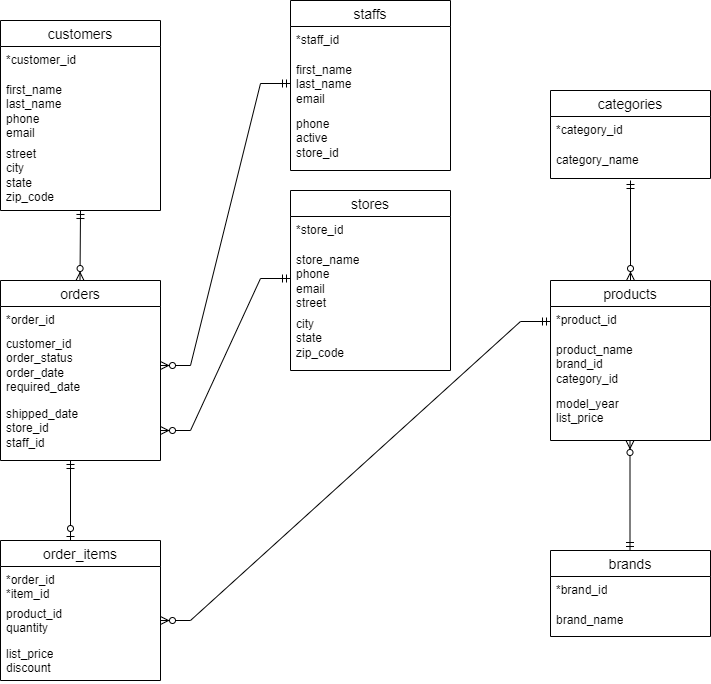 customers
*customer_id
first_name
last_name
phone
email
street
city
state
zip_code
staffs
*staff_id
first_name
last_name
email
phone
active
store_id
stores
*store_id
store_name
phone
email
street
city
state
zip_code
categories
*category_id
category_name
orders
*order_id
customer_id
order_status
order_date
required_date
shipped_date
store_id
staff_id
products
*product_id
product_name
brand_id
category_id
model_year
list_price
order_items
*order_id
*item_id
product_id
quantity
list_price
discount
brands
*brand_id
brand_name